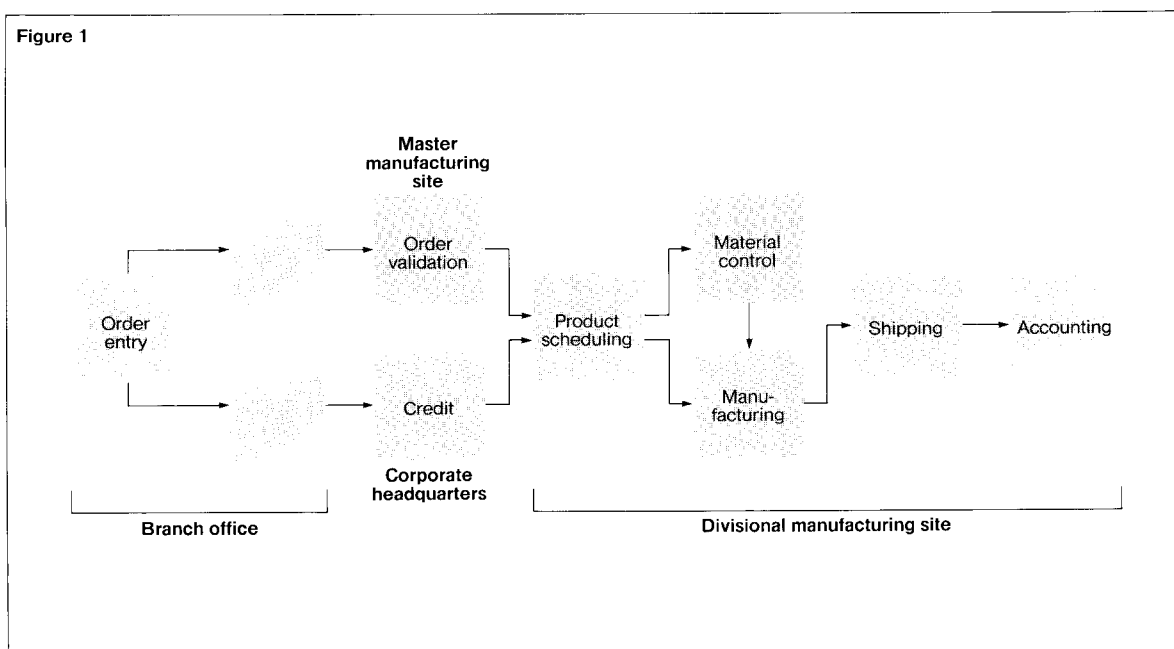 Figure 1
Master
manufacturing
site
Order
validation
Material
control
Order
entry
Product
scheduling
Shipping
Accounting
Credit
Manu-
facturing
Corporate
headquarters
Branch office
Divisional manufacturing site